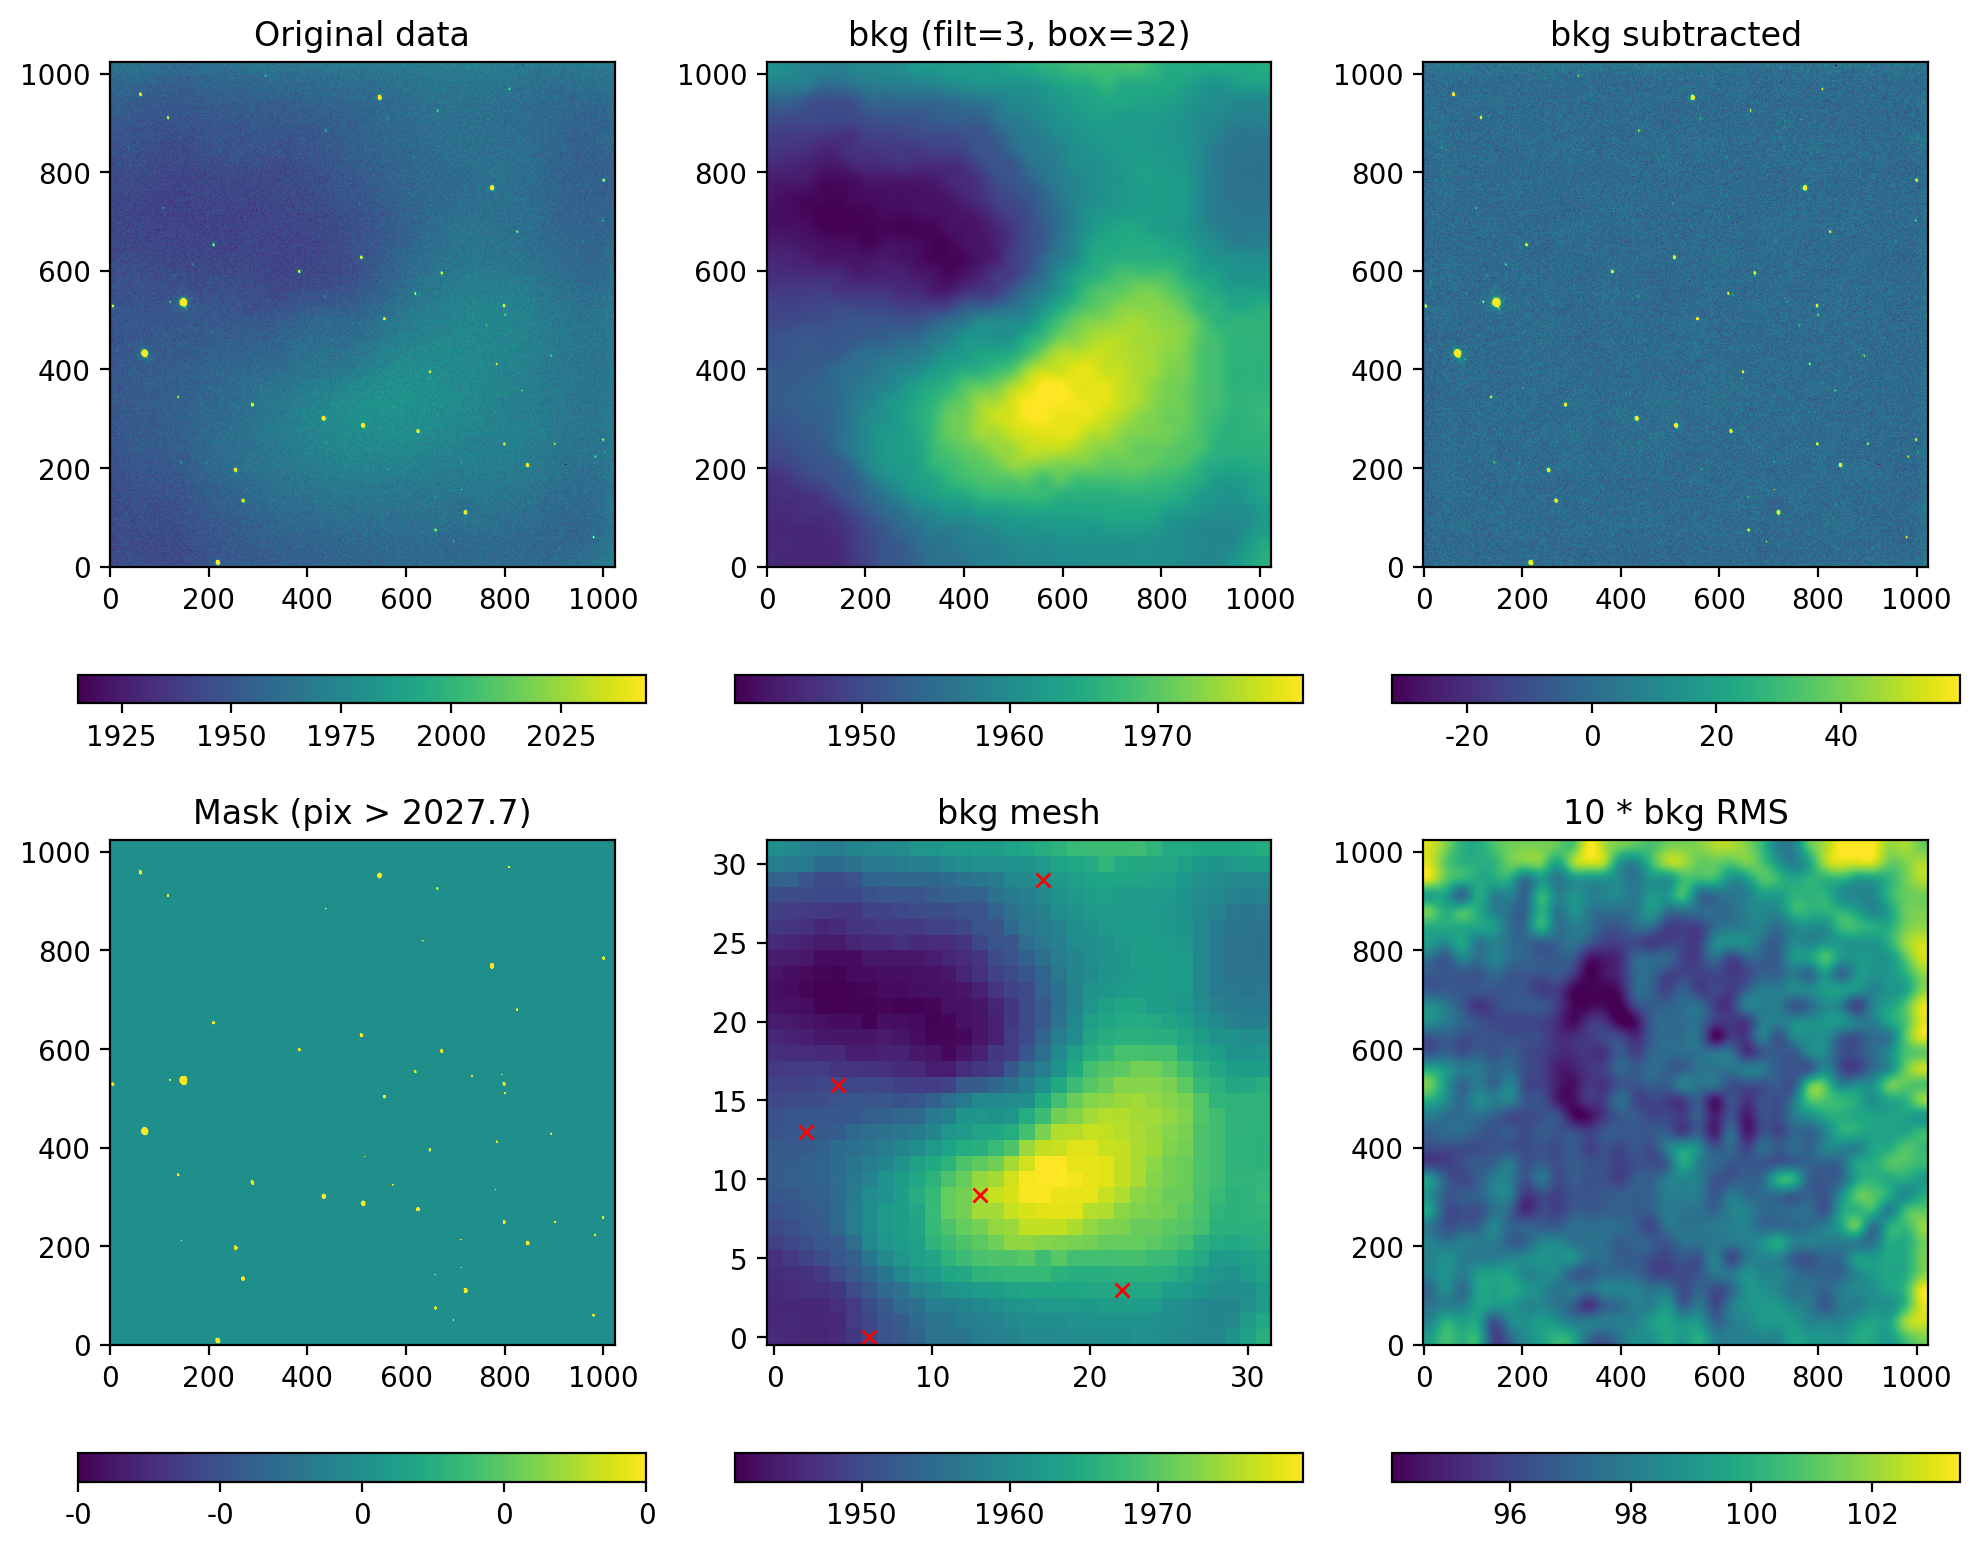 Original data
bkg (filt=3, box=32)
bkg subtracted
1000
800
600
400
200
0
0 200 400 600 800 1000
1000
800
600
400
200
0
0 200 400 600 800 1000
1000
800
600
400
200
0
0 200 400 600 800 1000
1925 1950 1975 2000 2025
1950 1960 1970
-20 0 20 40
Mask (pix > 2027.7)
bkg mesh
10 * bkg RMS
1000
800
600
400
200
0
0 200 400 600 800 1000
30
25
20
15
10
5
0
0 10 20 30
1000
800
600
400
200
0
0 200 400 600 800 1000
-0 -0 0 0 0
1950 1960 1970
96 98 100 102